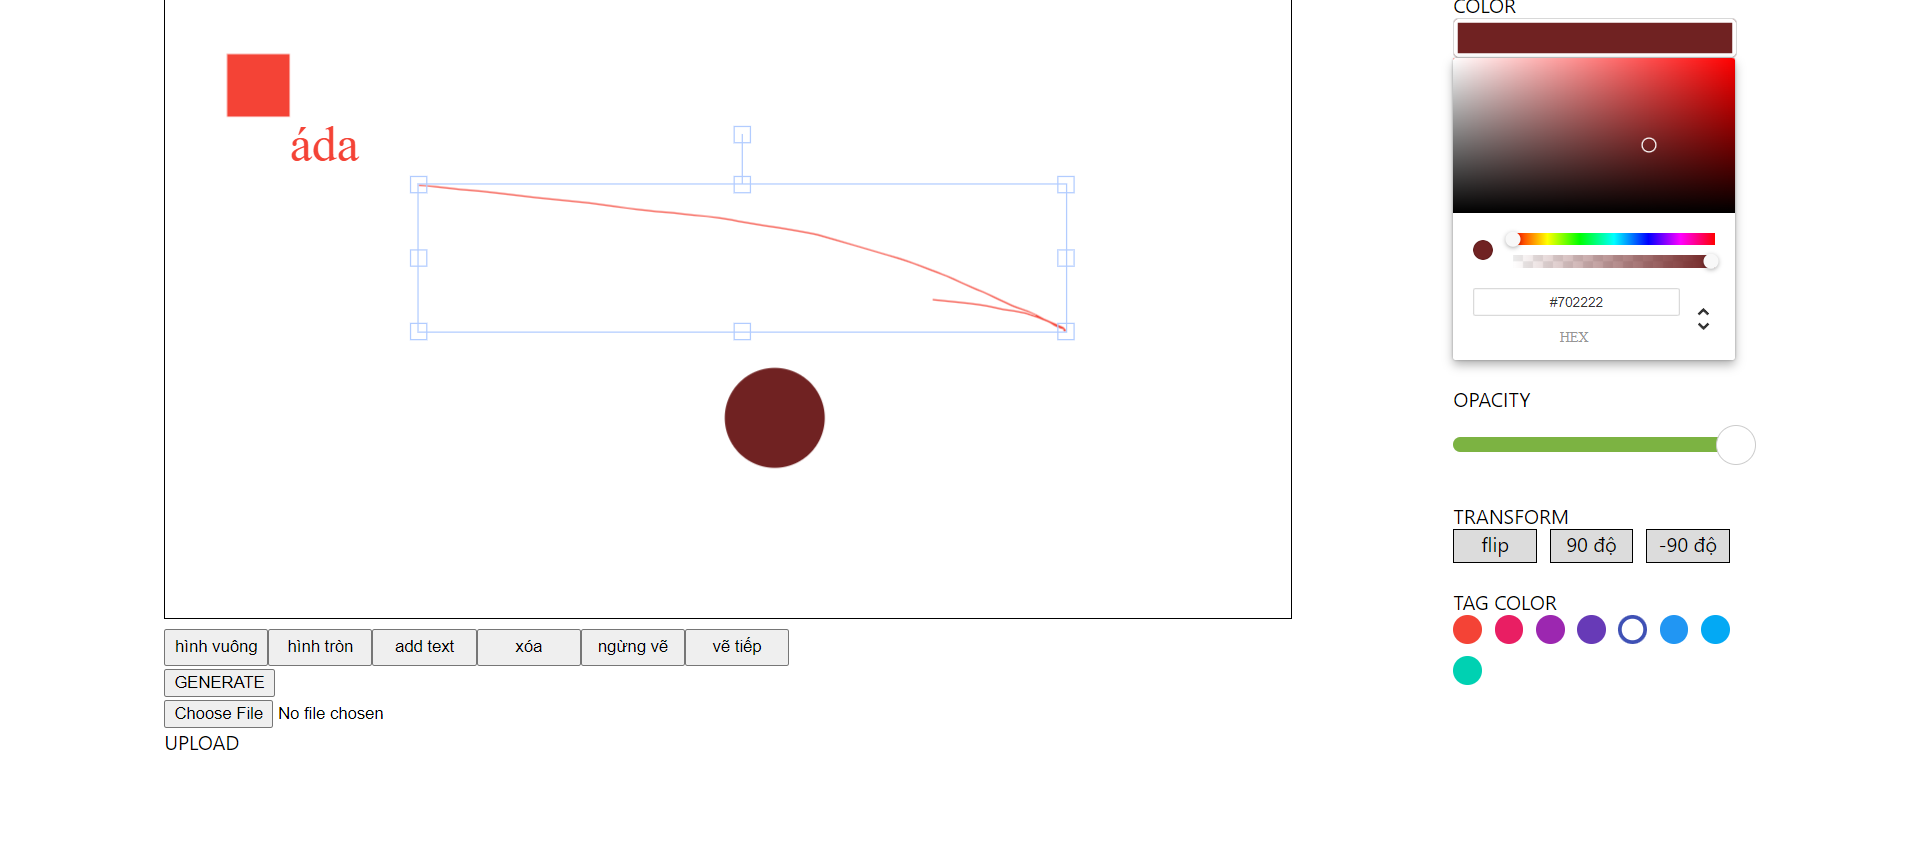 COLOR
áda
#702222
HEX
OPACITY
TRANSFORM
flip 90 độ -90 độ
TAG COLOR
hình vuông hình tròn add text xóa ngừng vẽ vẽ tiếp
GENERATE
Choose File No file chosen
UPLOAD